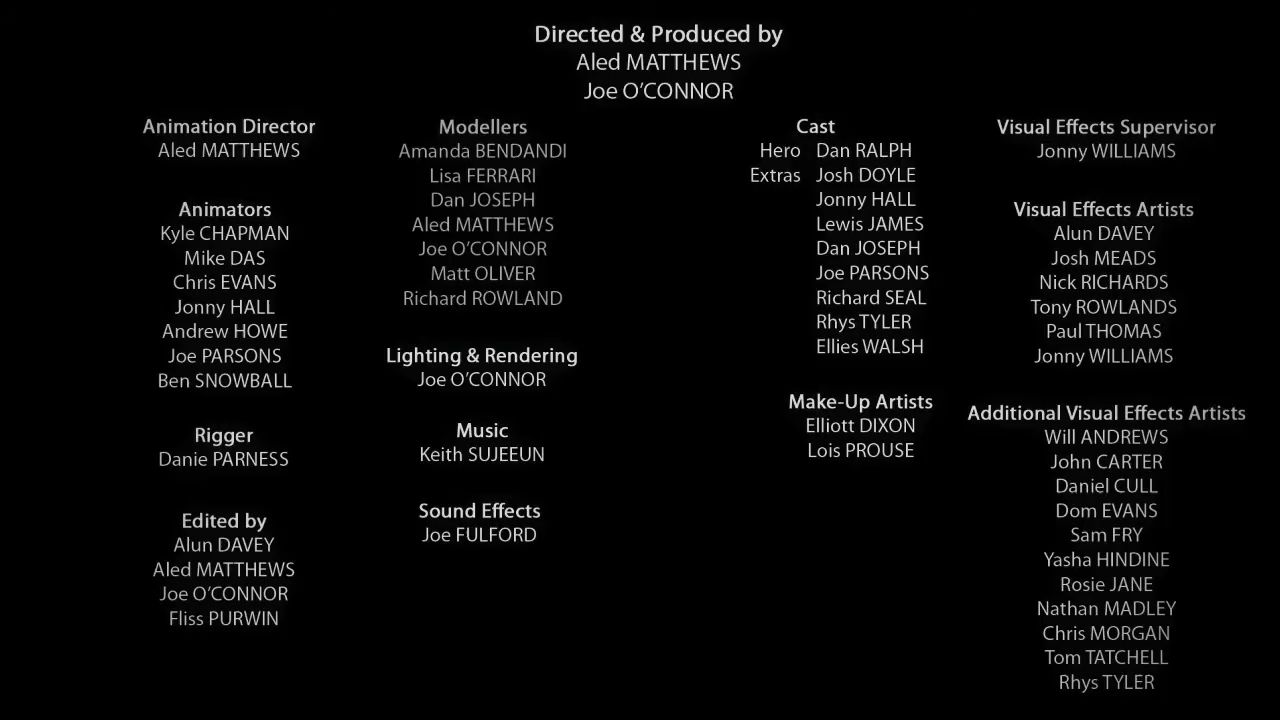 Directed & Produced by
Aled MATTHEWS
Joe O'CONNOR
Animation Director
Aled MATTHEWS
Animators
Kyle CHAPMAN
Mike DAS
Chris EVANS
Jonny HALL
Andrew HOWE
Joe PARSONS
Ben SNOWBALL
Rigger
Danie PARNESS
Edited by
Alun DAVEY
Aled MATTHEWS
Joe O'CONNOR
Fliss PURWIN
Modellers
Amanda BENDANDI
Lisa FERRARI
Dan JOSEPH
Aled MATTHEWS
Joe O'CONNOR
Matt OLIVER
Richard ROWLAND
Lighting & Rendering
Joe O'CONNOR
Music
Keith SUJEEUN
Sound Effects
Joe FULFORD
Cast
Hero Dan RALPH
Extras Josh DOYLE
Jonny HALL
Lewis JAMES
Dan JOSEPH
Joe PARSONS
Richard SEAL
Rhys TYLER
Ellies WALSH
Make-Up Artists
Elliott DIXON
Lois PROUSE
Visual Effects Supervisor
Jonny WILLIAMS
Visual Effects Artists
Alun DAVEY
Josh MEADS
Nick RICHARDS
Tony ROWLANDS
Paul THOMAS
Jonny WILLIAMS
Additional Visual Effects Artists
Will ANDREWS
John CARTER
Daniel CULL
Dom EVANS
Sam FRY
Yasha HINDINE
Rosie JANE
Nathan MADLEY
Chris MORGAN
Tom TATCHELL
Rhys TYLER